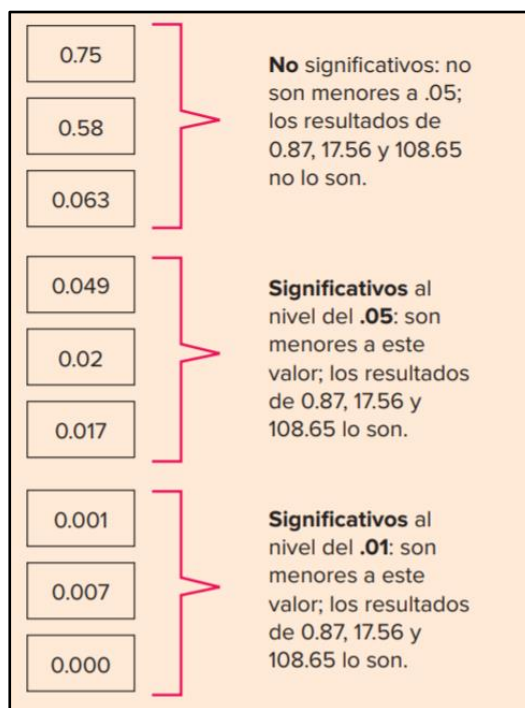 0.75
0.58
0.063
No significativos: no
son menores a .05;
los resultados de
0.87, 17.56 y 108.65
no lo son.
0.049
0.02
0.017
Significativos al
nivel del .05: son
menores a este
valor; los resultados
de 0.87, 17.56 y
108.65 lo son.
0.001
0.007
0.000
Significativos al
nivel del .01: son
menores a este
valor; los resultados
de 0.87, 17.56 y
108.65 lo son.